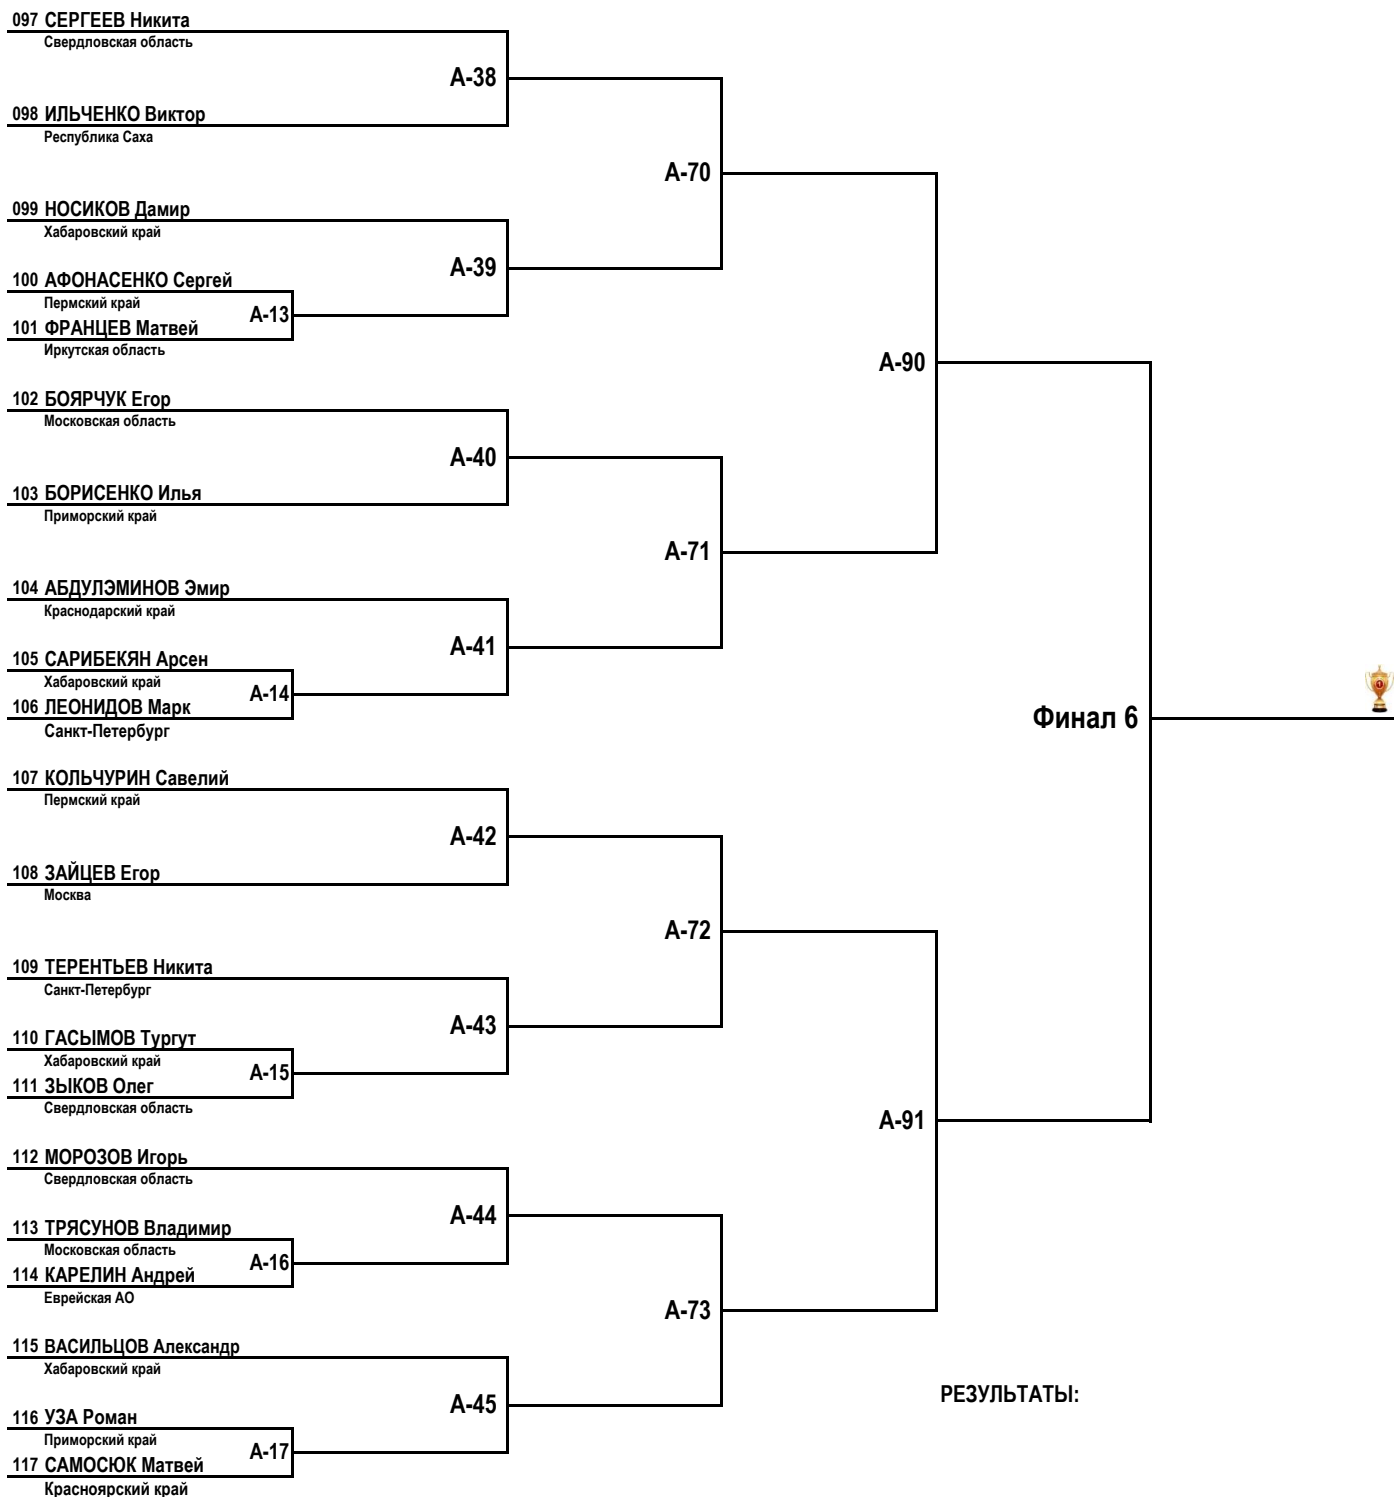 097 СЕРГЕЕВ Никита
Свердловская область
А-38
098 ИЛЬЧЕНКО Виктор
Республика Саха
А-70
099 НОСИКОВ Дамир
Хабаровский край
А-39
100 АФОНАСЕНКО Сергей
Пермский край
А-13
101 ФРАНЦЕВ Матвей
Иркутская область
А-90
102 БОЯРЧУК Егор
Московская область
А-40
103 БОРИСЕНКО Илья
Приморский край
А-71
104 АБДУЛЭМИНОВ Эмир
Краснодарский край
А-41
105 САРИБЕКЯН Арсен
Хабаровский край
А-14
106 ЛЕОНИДОВ Марк
Санкт-Петербург
Финал 6
107 КОЛЬЧУРИН Савелий
Пермский край
А-42
108 ЗАЙЦЕВ Егор
Москва
А-72
109 ТЕРЕНТЬЕВ Никита
Санкт-Петербург
А-43
110 ГАСЫМОВ Тургут
Хабаровский край
А-15
111 ЗЫКОВ Олег
Свердловская область
А-91
112 МОРОЗОВ Игорь
Свердловская область
А-44
113 ТРЯСУНОВ Владимир
Московская область
А-16
114 КАРЕЛИН Андрей
Еврейская АО
А-73
115 ВАСИЛЬЦОВ Александр
Хабаровский край
РЕЗУЛЬТАТЫ:
А-45
116 УЗА Роман
Приморский край
А-17
117 САМОСЮК Матвей
Красноярский край